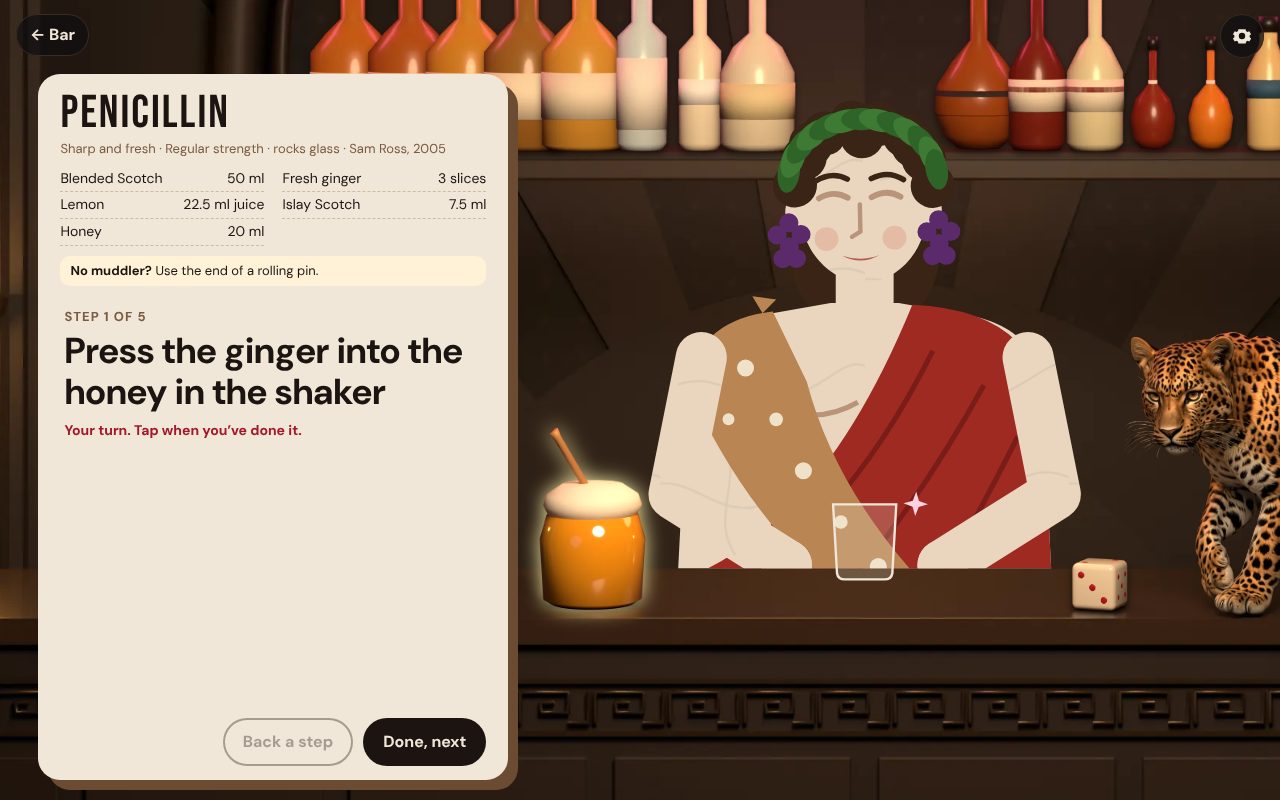 ← Bar
PENICILLIN
Sharp and fresh · Regular strength · rocks glass · Sam Ross, 2005
Blended Scotch 50 ml
Fresh ginger 3 slices
Lemon 22.5 ml juice
Islay Scotch 7.5 ml
Honey 20 ml
No muddler? Use the end of a rolling pin.
STEP 1 OF 5
Press the ginger into the
honey in the shaker
Your turn. Tap when you’ve done it.
Back a step
Done, next